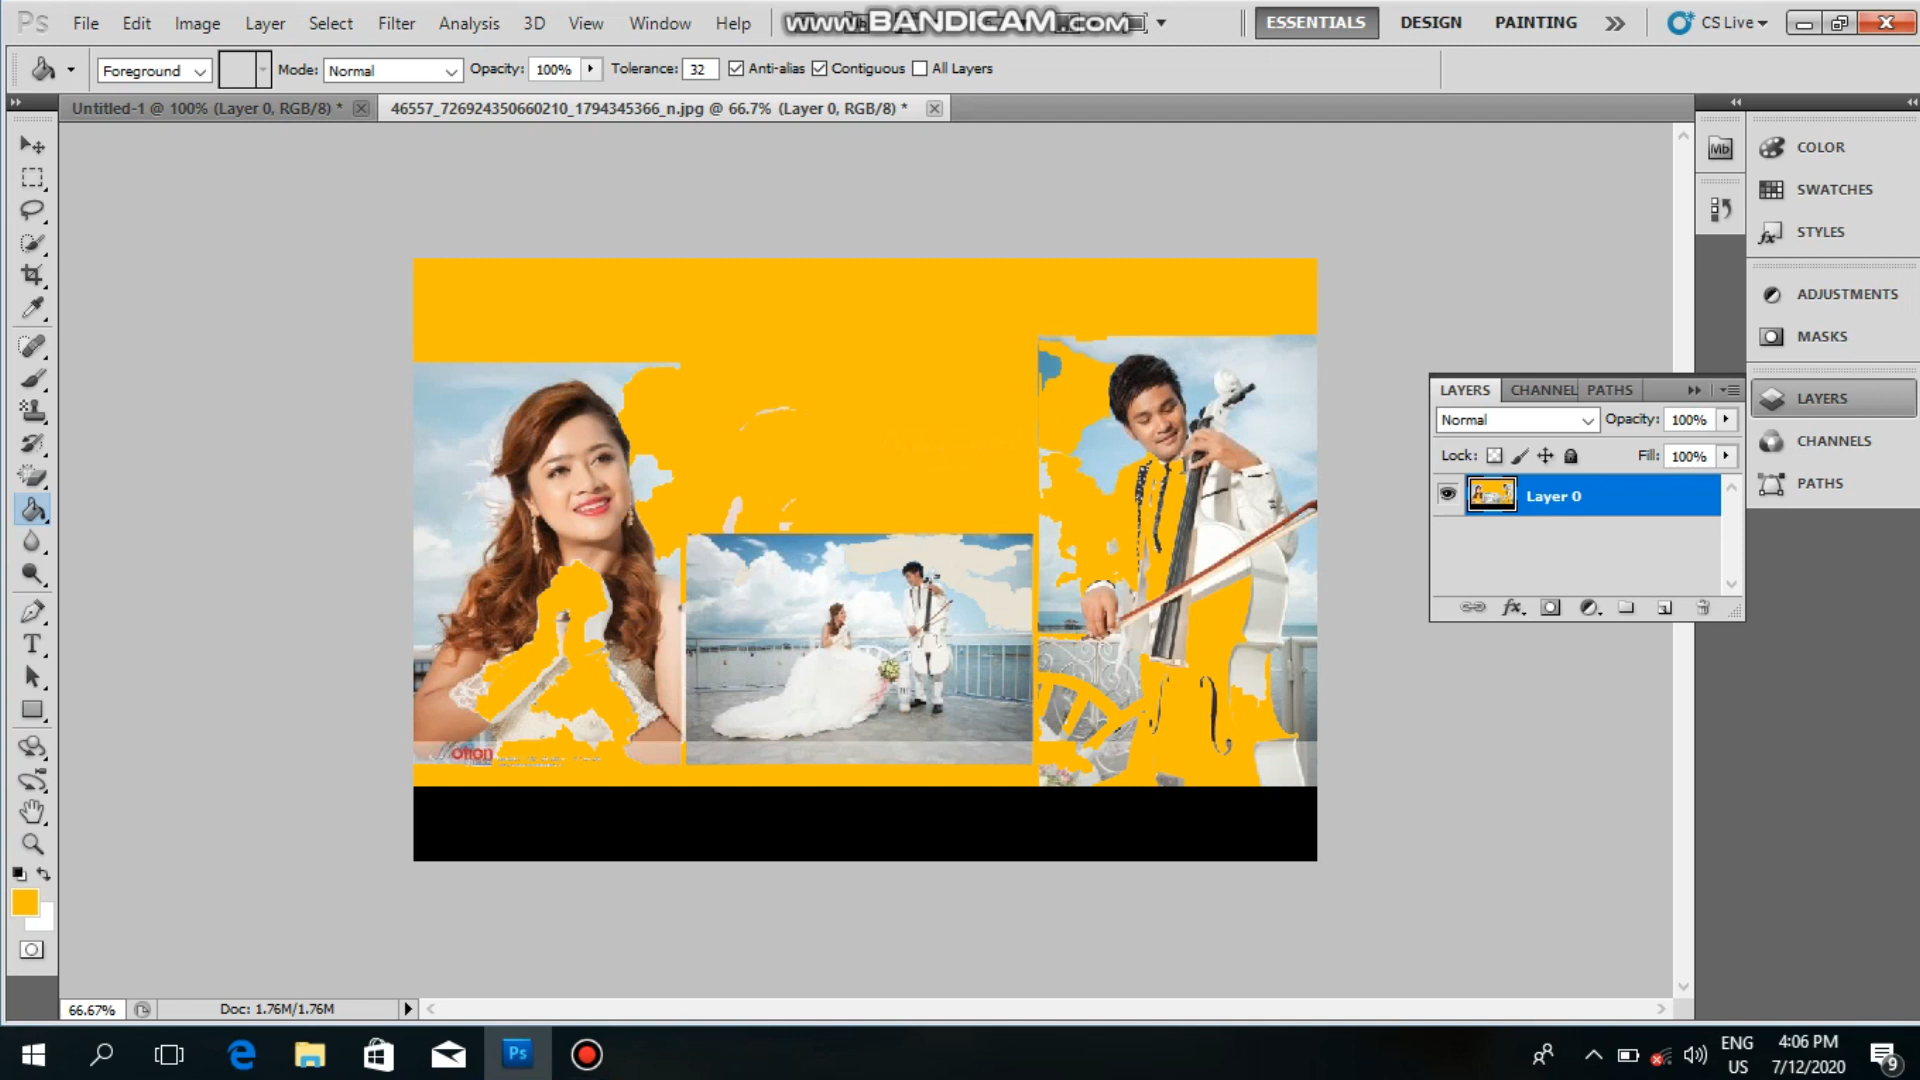 Ps File Edit Image Layer Select Filter Analysis 3D View Window Help www.BANDICAM.com ESSENTIALS DESIGN PAINTING CS Live
Foreground Mode: Normal Opacity: 100% Tolerance: 32 Anti-alias Contiguous All Layers
Untitled-1 @ 100% (Layer 0, RGB/8) * 46557_726924350660210_1794345366_n.jpg @ 66.7% (Layer 0, RGB/8) *
Mb COLOR
SWATCHES
STYLES
ADJUSTMENTS
MASKS
LAYERS
CHANNELS
PATHS
LAYERS CHANNEL PATHS
Normal Opacity: 100%
Lock: Fill: 100%
Layer 0
66.67% Doc: 1.76M/1.76M
Ps
ENG
US
4:06 PM
7/12/2020
9